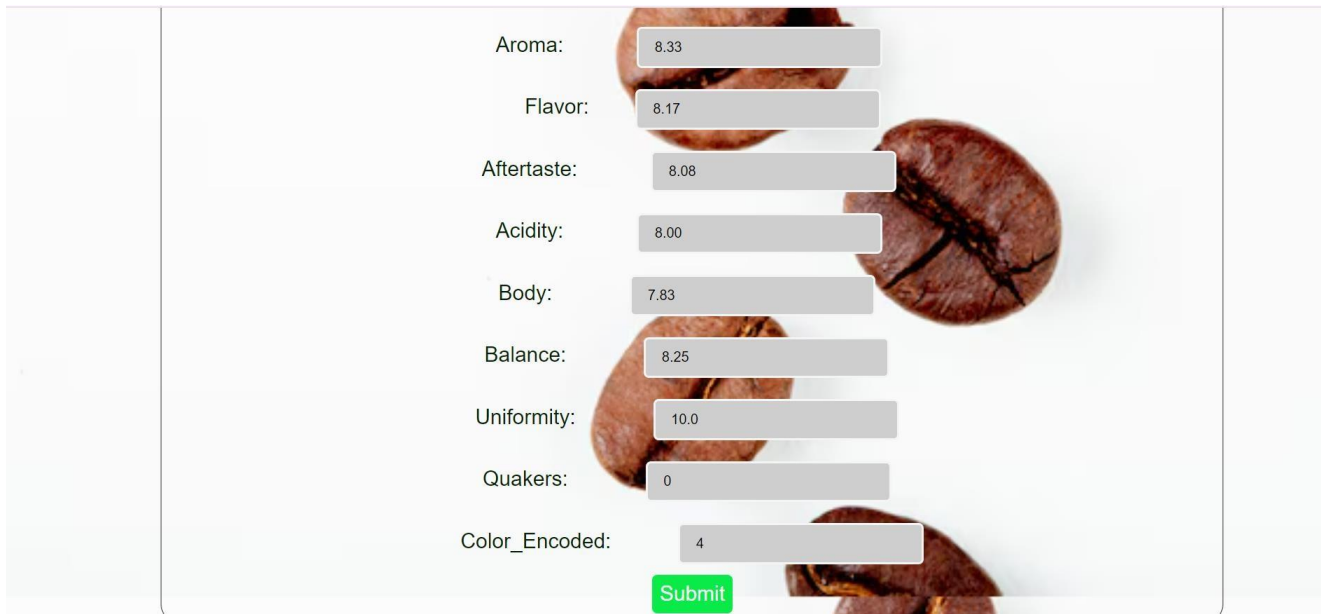 Aroma: 8.33
Flavor: 8.17
Aftertaste: 8.08
Acidity: 8.00
Body: 7.83
Balance: 8.25
Uniformity: 10.0
Quakers: 0
Color_Encoded: 4
Submit